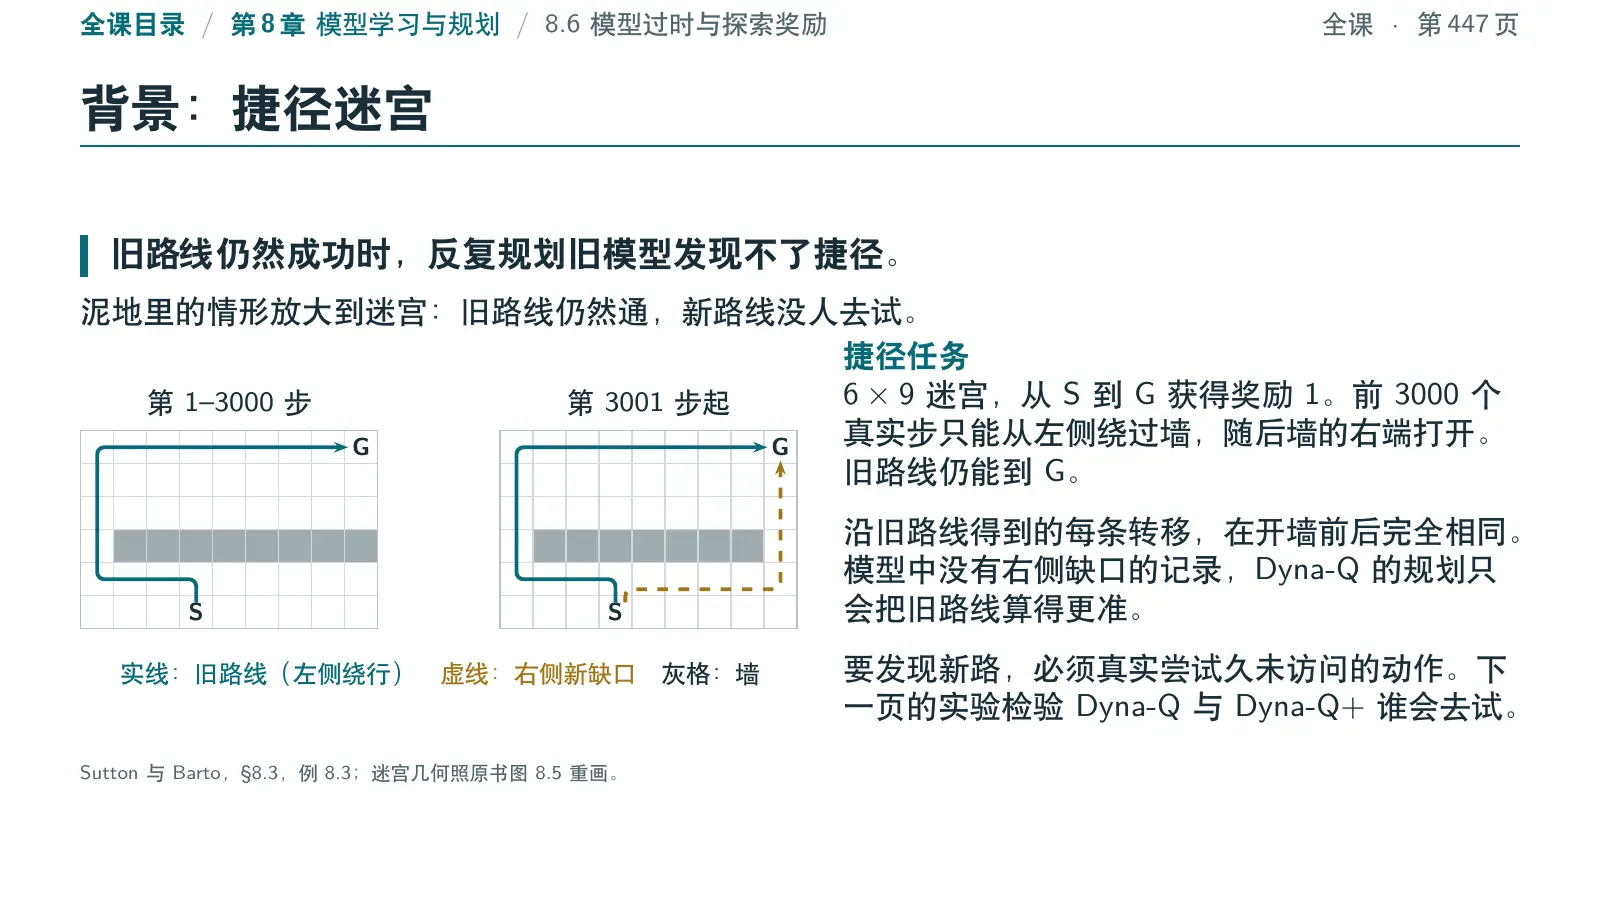 全课目录 / 第 8 章 模型学习与规划 / 8.6 模型过时与探索奖励
全课 · 第 447 页
背景：捷径迷宫
旧路线仍然成功时，反复规划旧模型发现不了捷径。
泥地里的情形放大到迷宫：旧路线仍然通，新路线没人去试。
第 1–3000 步
G
S
第 3001 步起
G
S
实线：旧路线（左侧绕行） 虚线：右侧新缺口 灰格：墙
捷径任务
6 × 9 迷宫，从 S 到 G 获得奖励 1。前 3000 个
真实步只能从左侧绕过墙，随后墙的右端打开。
旧路线仍能到 G。
沿旧路线得到的每条转移，在开墙前后完全相同。
模型中没有右侧缺口的记录，Dyna-Q 的规划只
会把旧路线算得更准。
要发现新路，必须真实尝试久未访问的动作。下
一页的实验检验 Dyna-Q 与 Dyna-Q+ 谁会去试。
Sutton 与 Barto，§8.3，例 8.3；迷宫几何照原书图 8.5 重画。